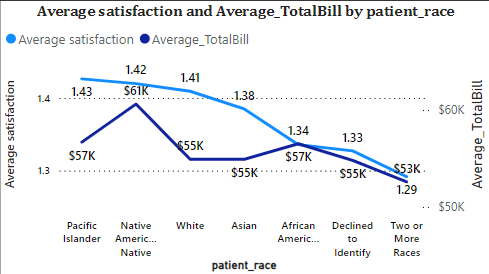 Average satisfaction and Average_TotalBill by patient_race
Average satisfaction Average_TotalBill
Average satisfaction
1.4
1.3
1.43
1.42
1.41
1.38
1.34
1.33
1.29
$57K
$61K
$55K
$55K
$57K
$55K
$53K
$60K
$50K
Average_TotalBill
Pacific
Islander
Native
Americ...
Native
White
Asian
African
Americ...
Declined
to
Identify
Two or
More
Races
patient_race